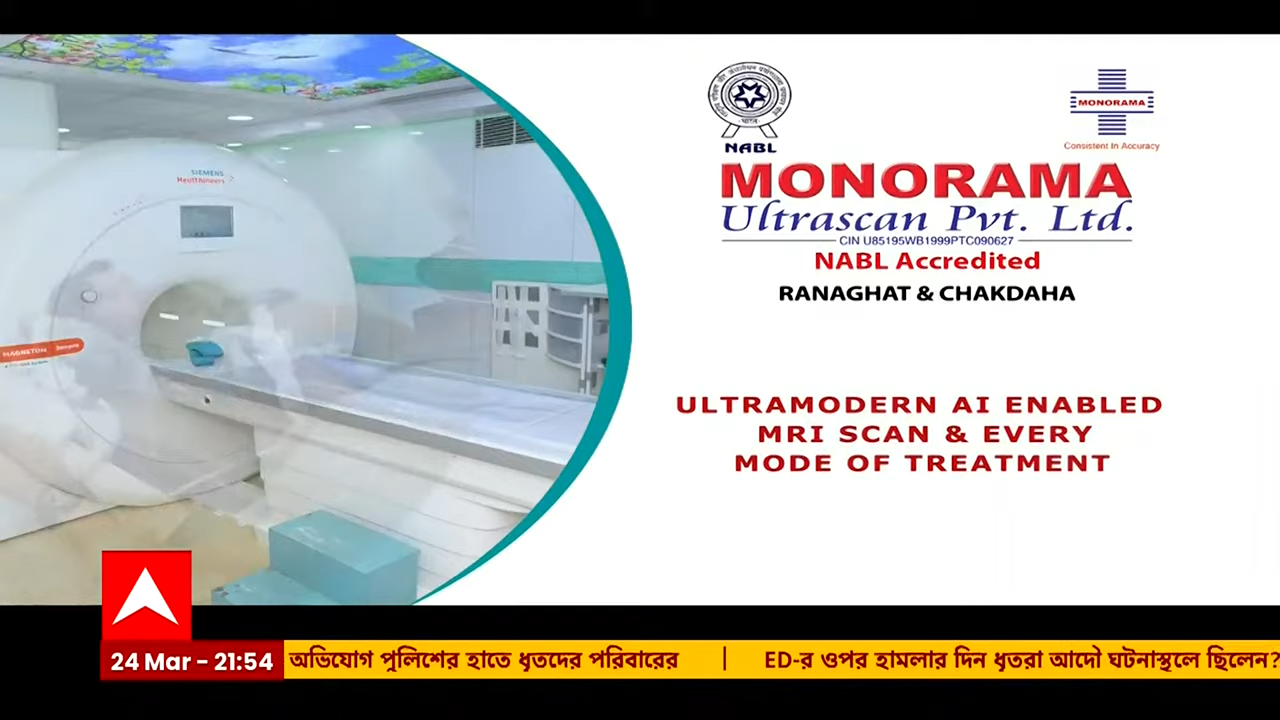 SIEMENS
Healthineers
MAGNETOM Sempra
NABL
MONORAMA
Consistent In Accuracy
MONORAMA
Ultrascan Pvt. Ltd.
CIN U85195WB1999PTC090627
NABL Accredited
RANAGHAT & CHAKDAHA
ULTRAMODERN AI ENABLED
MRI SCAN & EVERY
MODE OF TREATMENT
24 Mar - 21:54
অভিযোগ পুলিশের হাতে ধৃতদের পরিবারের | ED-র ওপর হামলার দিন ধৃতরা আদৌ ঘটনাস্থলে ছিলেন?